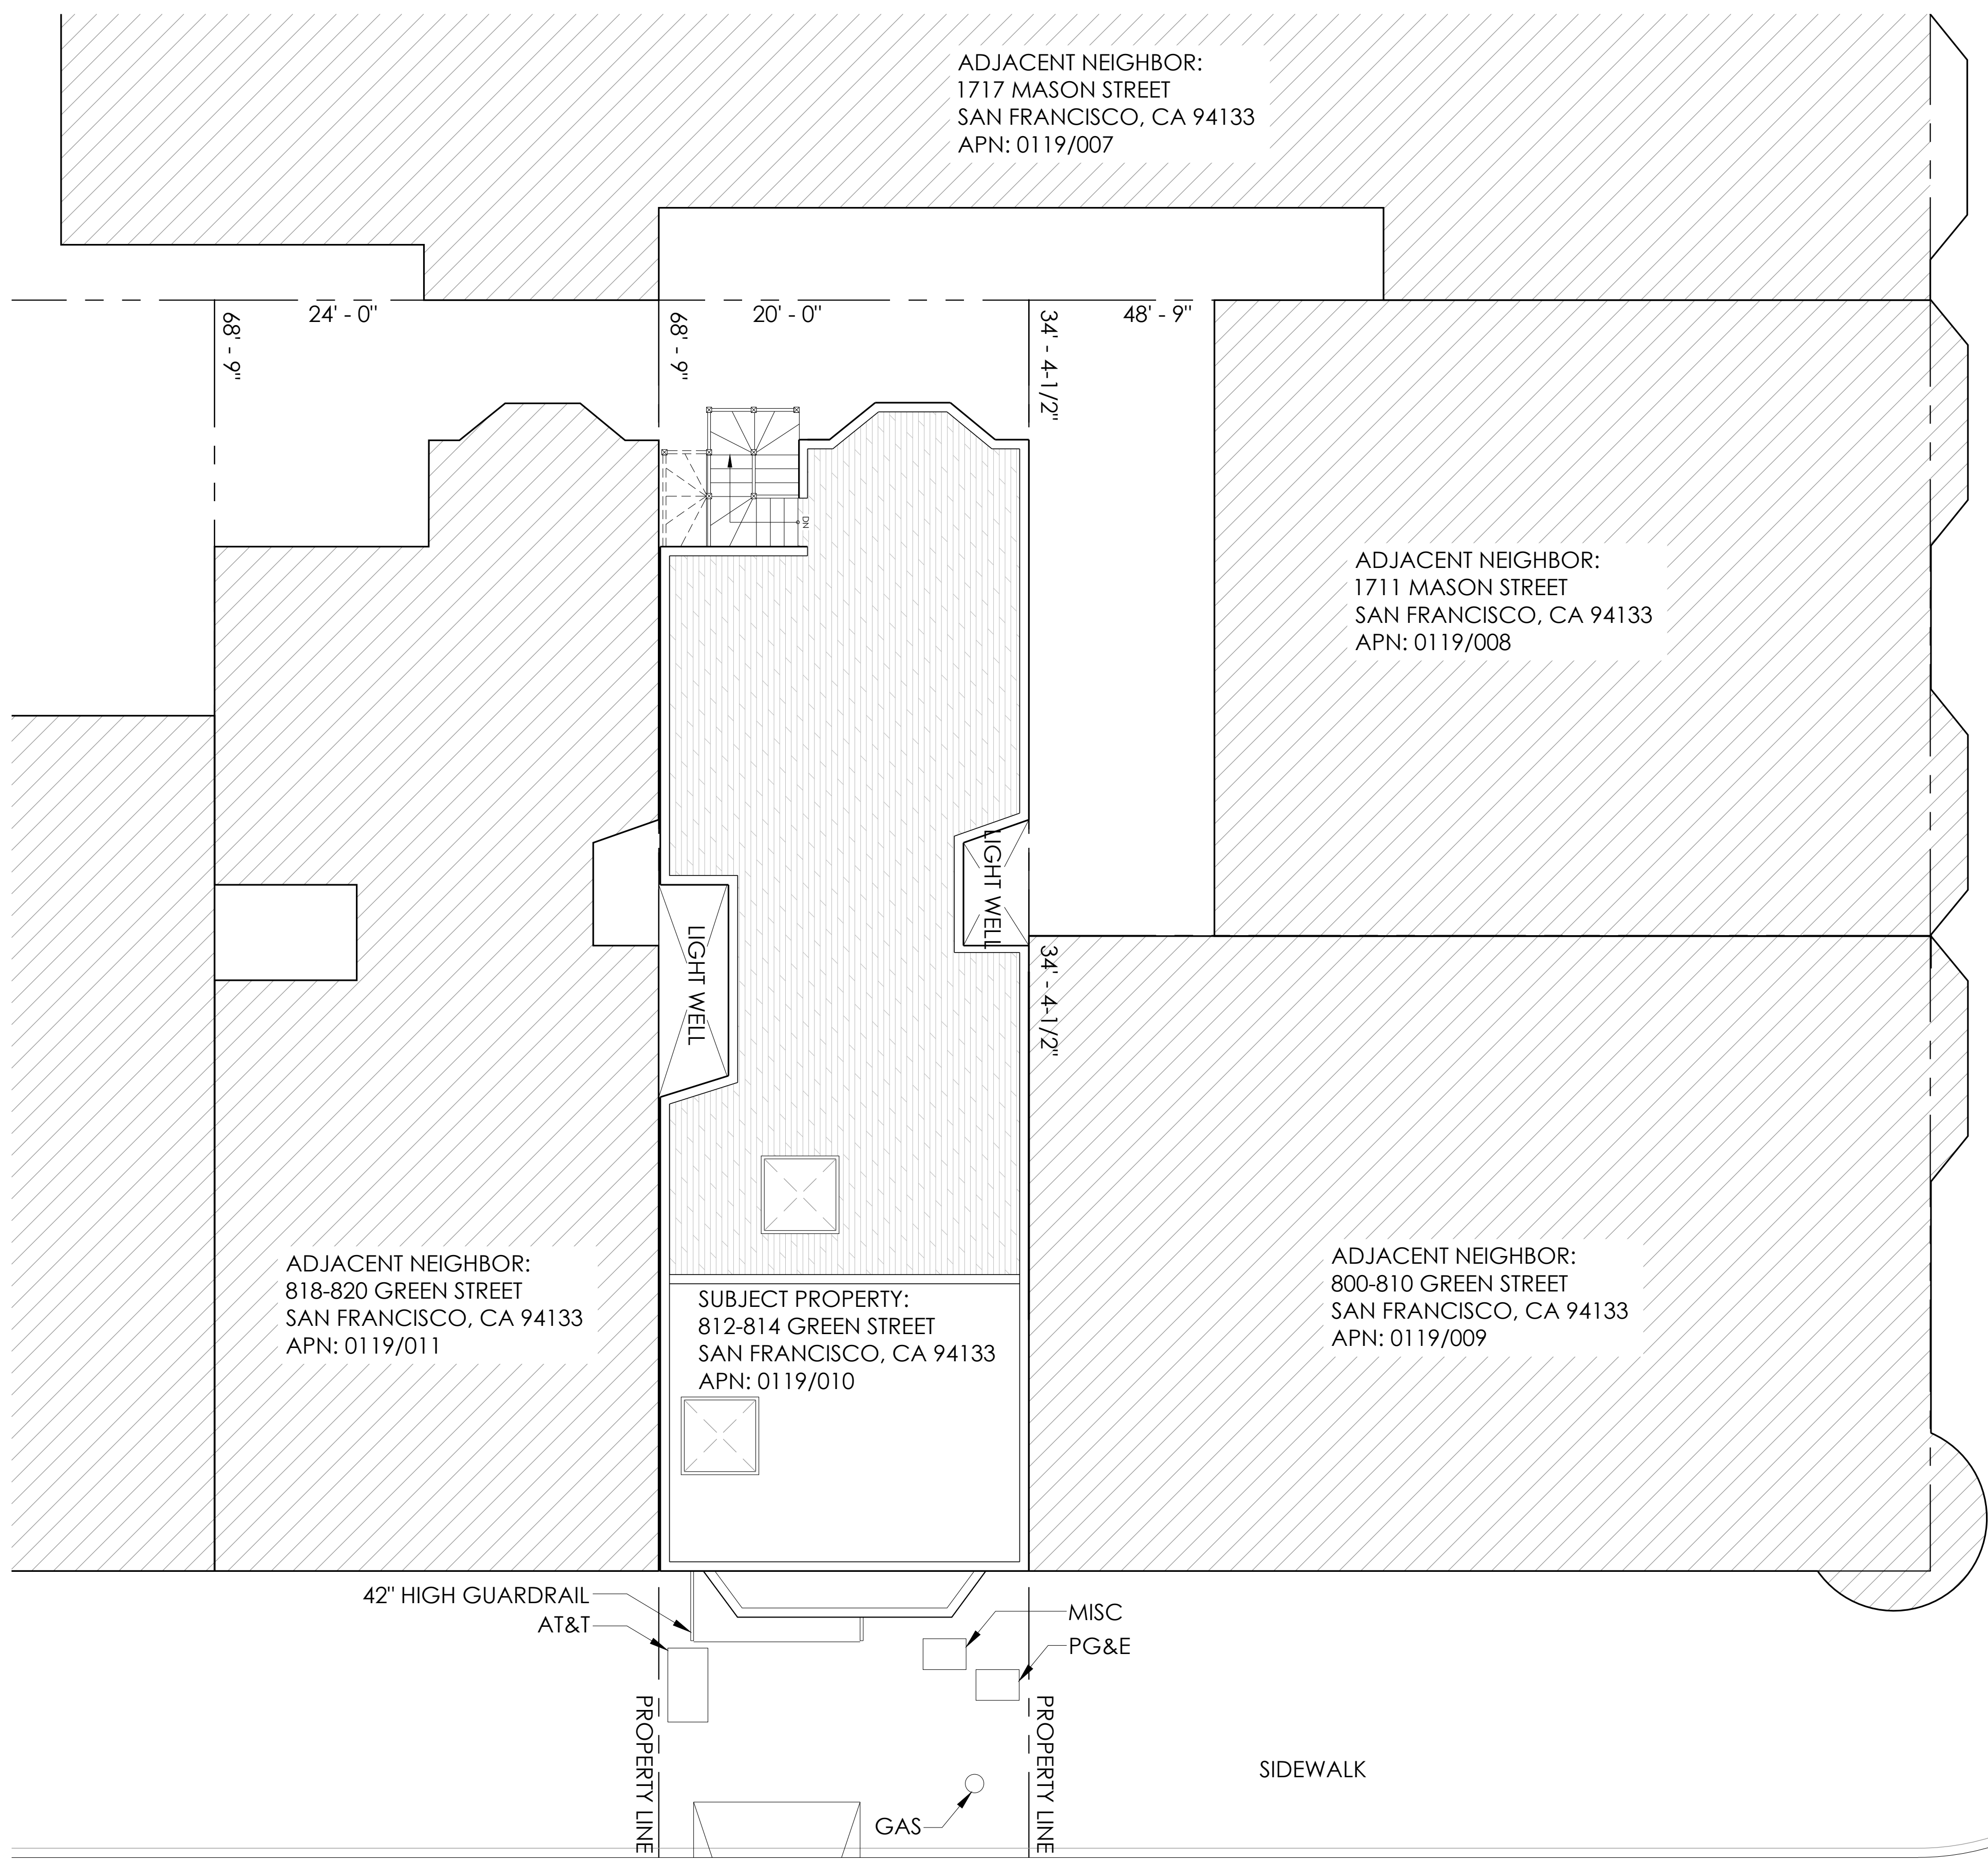 ADJACENT NEIGHBOR:
1717 MASON STREET
SAN FRANCISCO, CA 94133
APN: 0119/007
24' - 0"
20' - 0"
48' - 9"
68' - 9"
68' - 9"
34' - 4-1/2"
DN
ADJACENT NEIGHBOR:
1711 MASON STREET
SAN FRANCISCO, CA 94133
APN: 0119/008
LIGHT WELL
LIGHT WELL
34' - 4-1/2"
ADJACENT NEIGHBOR:
818-820 GREEN STREET
SAN FRANCISCO, CA 94133
APN: 0119/011
SUBJECT PROPERTY:
812-814 GREEN STREET
SAN FRANCISCO, CA 94133
APN: 0119/010
ADJACENT NEIGHBOR:
800-810 GREEN STREET
SAN FRANCISCO, CA 94133
APN: 0119/009
42" HIGH GUARDRAIL
AT&T
MISC
PG&E
PROPERTY LINE
PROPERTY LINE
SIDEWALK
GAS